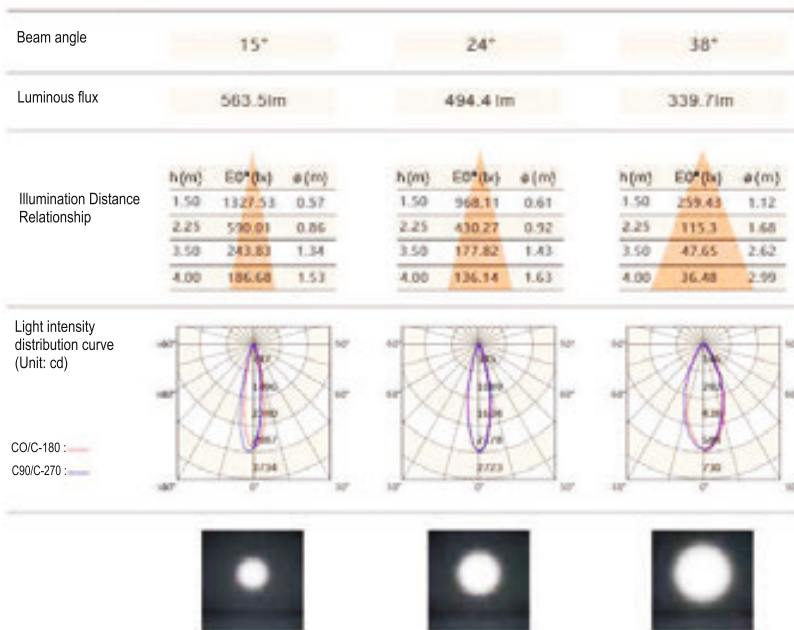 Beam angle
15° 24° 38°
Luminous flux
563.5lm 494.4 lm 339.7lm
Illumination Distance
Relationship
h(m) E0°(lx) ø(m) h(m) E0°(lx) ø(m) h(m) E0°(lx) ø(m)
1.50 1327.53 0.57 1.50 968.11 0.61 1.50 259.43 1.12
2.25 590.01 0.86 2.25 430.27 0.92 2.25 115.3 1.68
3.50 243.83 1.34 3.50 177.82 1.43 3.50 47.65 2.62
4.00 186.68 1.53 4.00 136.14 1.63 4.00 36.48 2.99
Light intensity
distribution curve
(Unit: cd)
CO/C-180 :
C90/C-270 :
3734 2723 730
0° 0° 0°